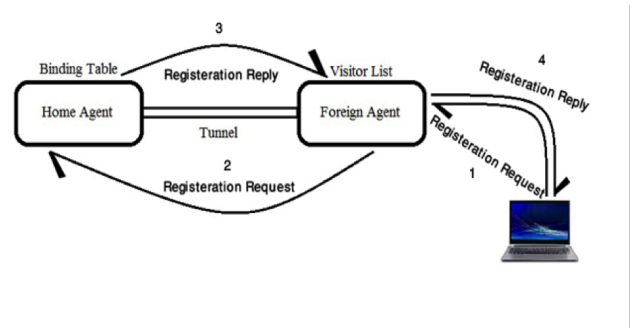 3
4
Binding Table
Registeration Reply
Visitor List
Registeration Reply
Home Agent
Foreign Agent
Tunnel
Registeration Request
1
2
Registeration Request